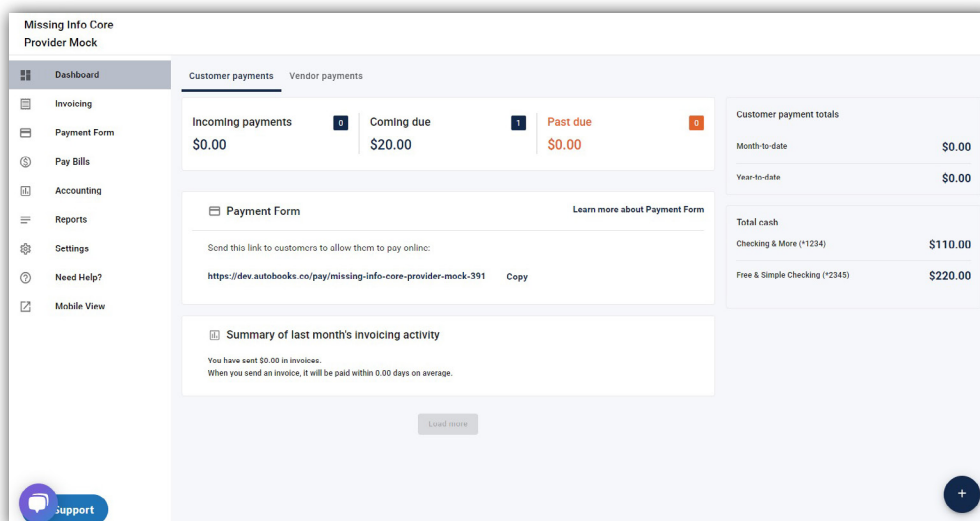 Missing Info Core
Provider Mock
Dashboard
Invoicing
Payment Form
Pay Bills
Accounting
Reports
Settings
Need Help?
Mobile View
Support
Customer payments
Vendor payments
Incoming payments
0
$0.00
Coming due
1
$20.00
Past due
0
$0.00
Payment Form
Learn more about Payment Form
Send this link to customers to allow them to pay online:
https://dev.autobooks.co/pay/missing-info-core-provider-mock-391
Copy
Summary of last month's invoicing activity
You have sent $0.00 in invoices.
When you send an invoice, it will be paid within 0.00 days on average.
Load more
Customer payment totals
Month-to-date
$0.00
Year-to-date
$0.00
Total cash
Checking & More (*1234)
$110.00
Free & Simple Checking (*2345)
$220.00
+